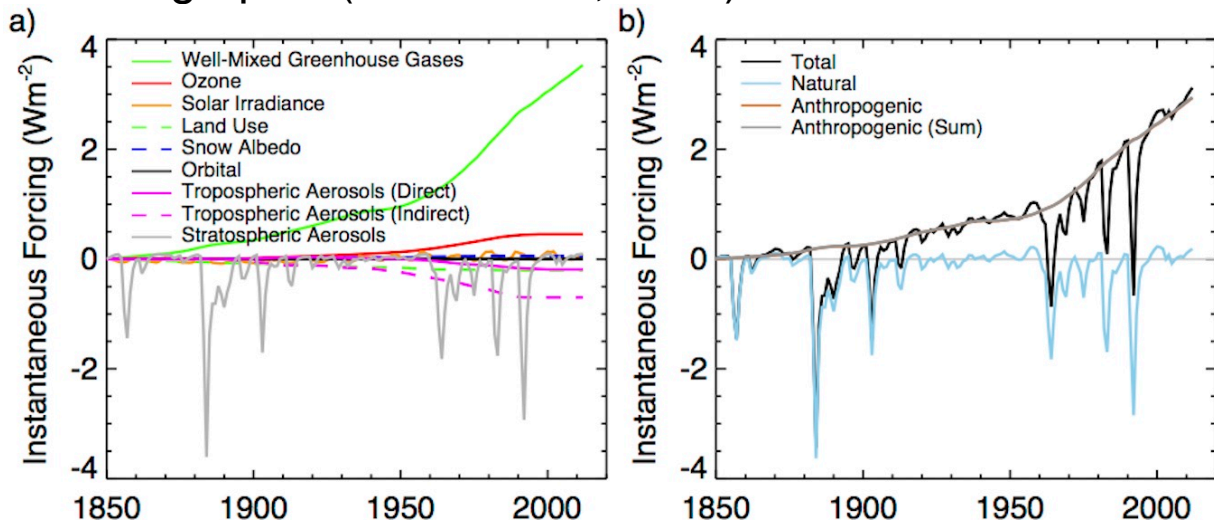 a)
Instantaneous Forcing (Wm-2)
4
2
0
-2
-4
Well-Mixed Greenhouse Gases
Ozone
Solar Irradiance
Land Use
Snow Albedo
Orbital
Tropospheric Aerosols (Direct)
Tropospheric Aerosols (Indirect)
Stratospheric Aerosols
1850 1900 1950 2000
b)
Instantaneous Forcing (Wm-2)
4
2
0
-2
-4
Total
Natural
Anthropogenic
Anthropogenic (Sum)
1850 1900 1950 2000